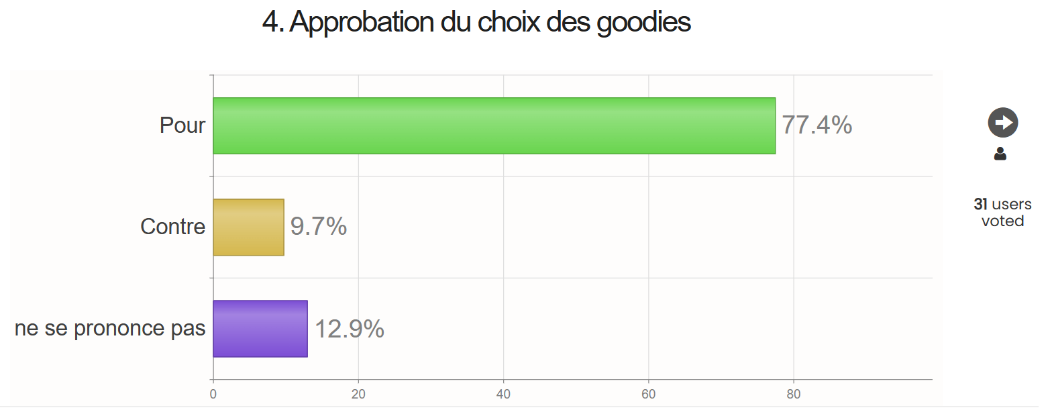 4. Approbation du choix des goodies
Pour
77.4%
Contre
9.7%
ne se prononce pas
12.9%
0
20
40
60
80
31 users
voted